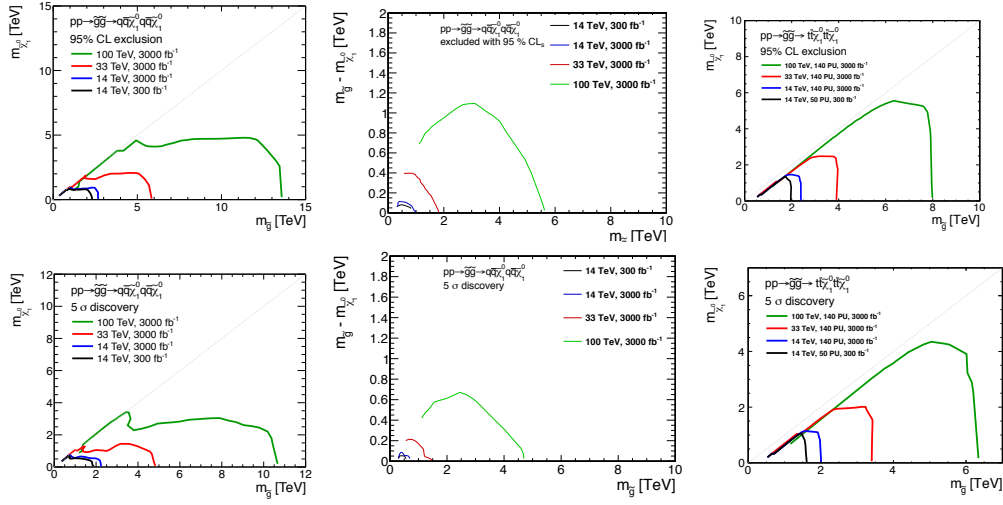 pp→g̃g̃→qq̄χ̃₁⁰qq̄χ̃₁⁰
95% CL exclusion
100 TeV, 3000 fb⁻¹
33 TeV, 3000 fb⁻¹
14 TeV, 3000 fb⁻¹
14 TeV, 300 fb⁻¹
m_χ̃₁⁰ [TeV]
15
10
5
0
0 5 10 15
m_g̃ [TeV]
pp→g̃g̃→qq̄χ̃₁⁰qq̄χ̃₁⁰
excluded with 95 % CLₛ
14 TeV, 300 fb⁻¹
14 TeV, 3000 fb⁻¹
33 TeV, 3000 fb⁻¹
100 TeV, 3000 fb⁻¹
m_g̃ - m_χ̃₁⁰ [TeV]
2
1.8
1.6
1.4
1.2
1
0.8
0.6
0.4
0.2
0
0 2 4 6 8 10
m_g̃ [TeV]
pp→g̃g̃→tt̄χ̃₁⁰tt̄χ̃₁⁰
95% CL exclusion
100 TeV, 140 PU, 3000 fb⁻¹
33 TeV, 140 PU, 3000 fb⁻¹
14 TeV, 140 PU, 3000 fb⁻¹
14 TeV, 50 PU, 300 fb⁻¹
m_χ̃₁⁰ [TeV]
10
8
6
4
2
0
0 2 4 6 8 10
m_g̃ [TeV]
pp→g̃g̃→qq̄χ̃₁⁰qq̄χ̃₁⁰
5 σ discovery
100 TeV, 3000 fb⁻¹
33 TeV, 3000 fb⁻¹
14 TeV, 3000 fb⁻¹
14 TeV, 300 fb⁻¹
m_χ̃₁⁰ [TeV]
12
10
8
6
4
2
0
0 2 4 6 8 10 12
m_g̃ [TeV]
pp→g̃g̃→qq̄χ̃₁⁰qq̄χ̃₁⁰
5 σ discovery
14 TeV, 300 fb⁻¹
14 TeV, 3000 fb⁻¹
33 TeV, 3000 fb⁻¹
100 TeV, 3000 fb⁻¹
m_g̃ - m_χ̃₁⁰ [TeV]
2
1.8
1.6
1.4
1.2
1
0.8
0.6
0.4
0.2
0
0 2 4 6 8 10
m_g̃ [TeV]
pp→g̃g̃→tt̄χ̃₁⁰tt̄χ̃₁⁰
5 σ discovery
100 TeV, 140 PU, 3000 fb⁻¹
33 TeV, 140 PU, 3000 fb⁻¹
14 TeV, 140 PU, 3000 fb⁻¹
14 TeV, 50 PU, 300 fb⁻¹
m_χ̃₁⁰ [TeV]
6
4
2
0
0 2 4 6
m_g̃ [TeV]